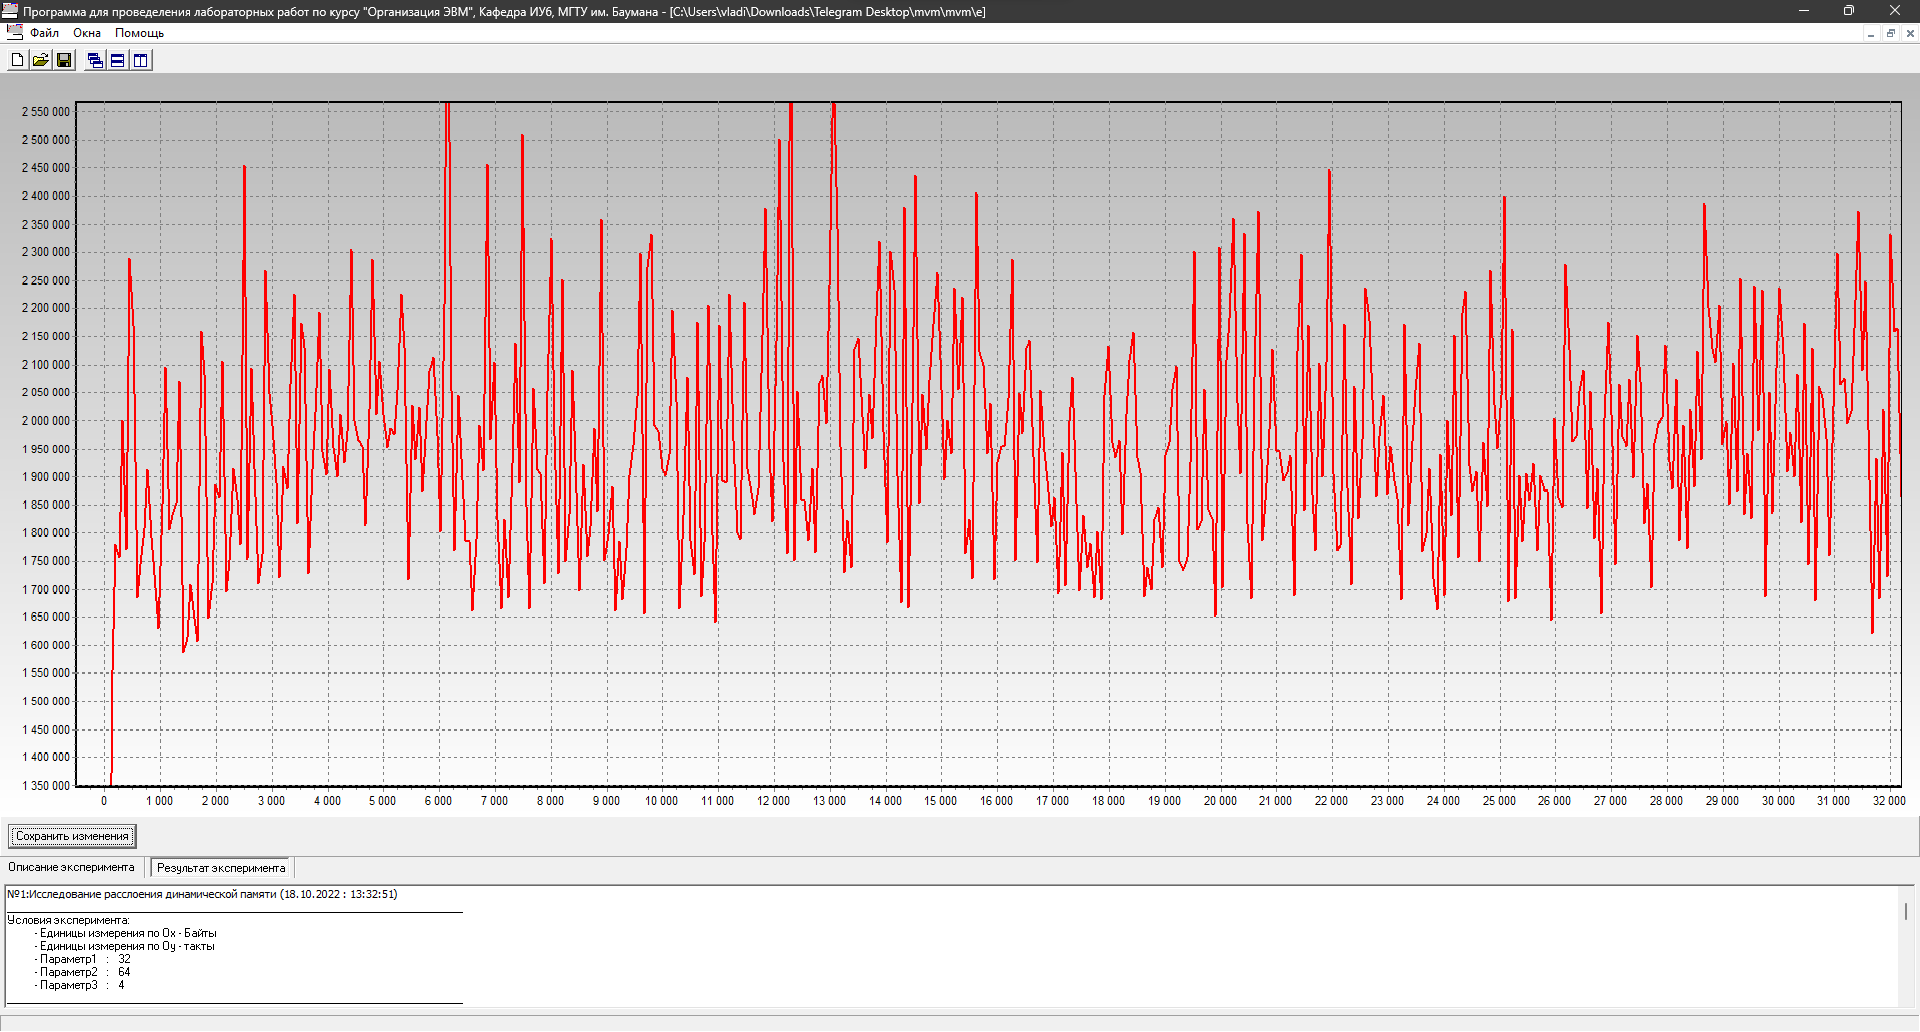 Программа для проведеления лабораторных работ по курсу "Организация ЭВМ", Кафедра ИУ6, МГТУ им. Баумана - [C:\Users\vladi\Downloads\Telegram Desktop\mvm\mvm\e]
Файл Окна Помощь
2 550 000
2 500 000
2 450 000
2 400 000
2 350 000
2 300 000
2 250 000
2 200 000
2 150 000
2 100 000
2 050 000
2 000 000
1 950 000
1 900 000
1 850 000
1 800 000
1 750 000
1 700 000
1 650 000
1 600 000
1 550 000
1 500 000
1 450 000
1 400 000
1 350 000
0 1 000 2 000 3 000 4 000 5 000 6 000 7 000 8 000 9 000 10 000 11 000 12 000 13 000 14 000 15 000 16 000 17 000 18 000 19 000 20 000 21 000 22 000 23 000 24 000 25 000 26 000 27 000 28 000 29 000 30 000 31 000 32 000
Сохранить изменения
Описание эксперимента Результат эксперимента
№1:Исследование расслоения динамической памяти (18.10.2022 : 13:32:51)
Условия эксперимента:
- Единицы измерения по Ox - Байты
- Единицы измерения по Oy - такты
- Параметр1 : 32
- Параметр2 : 64
- Параметр3 : 4